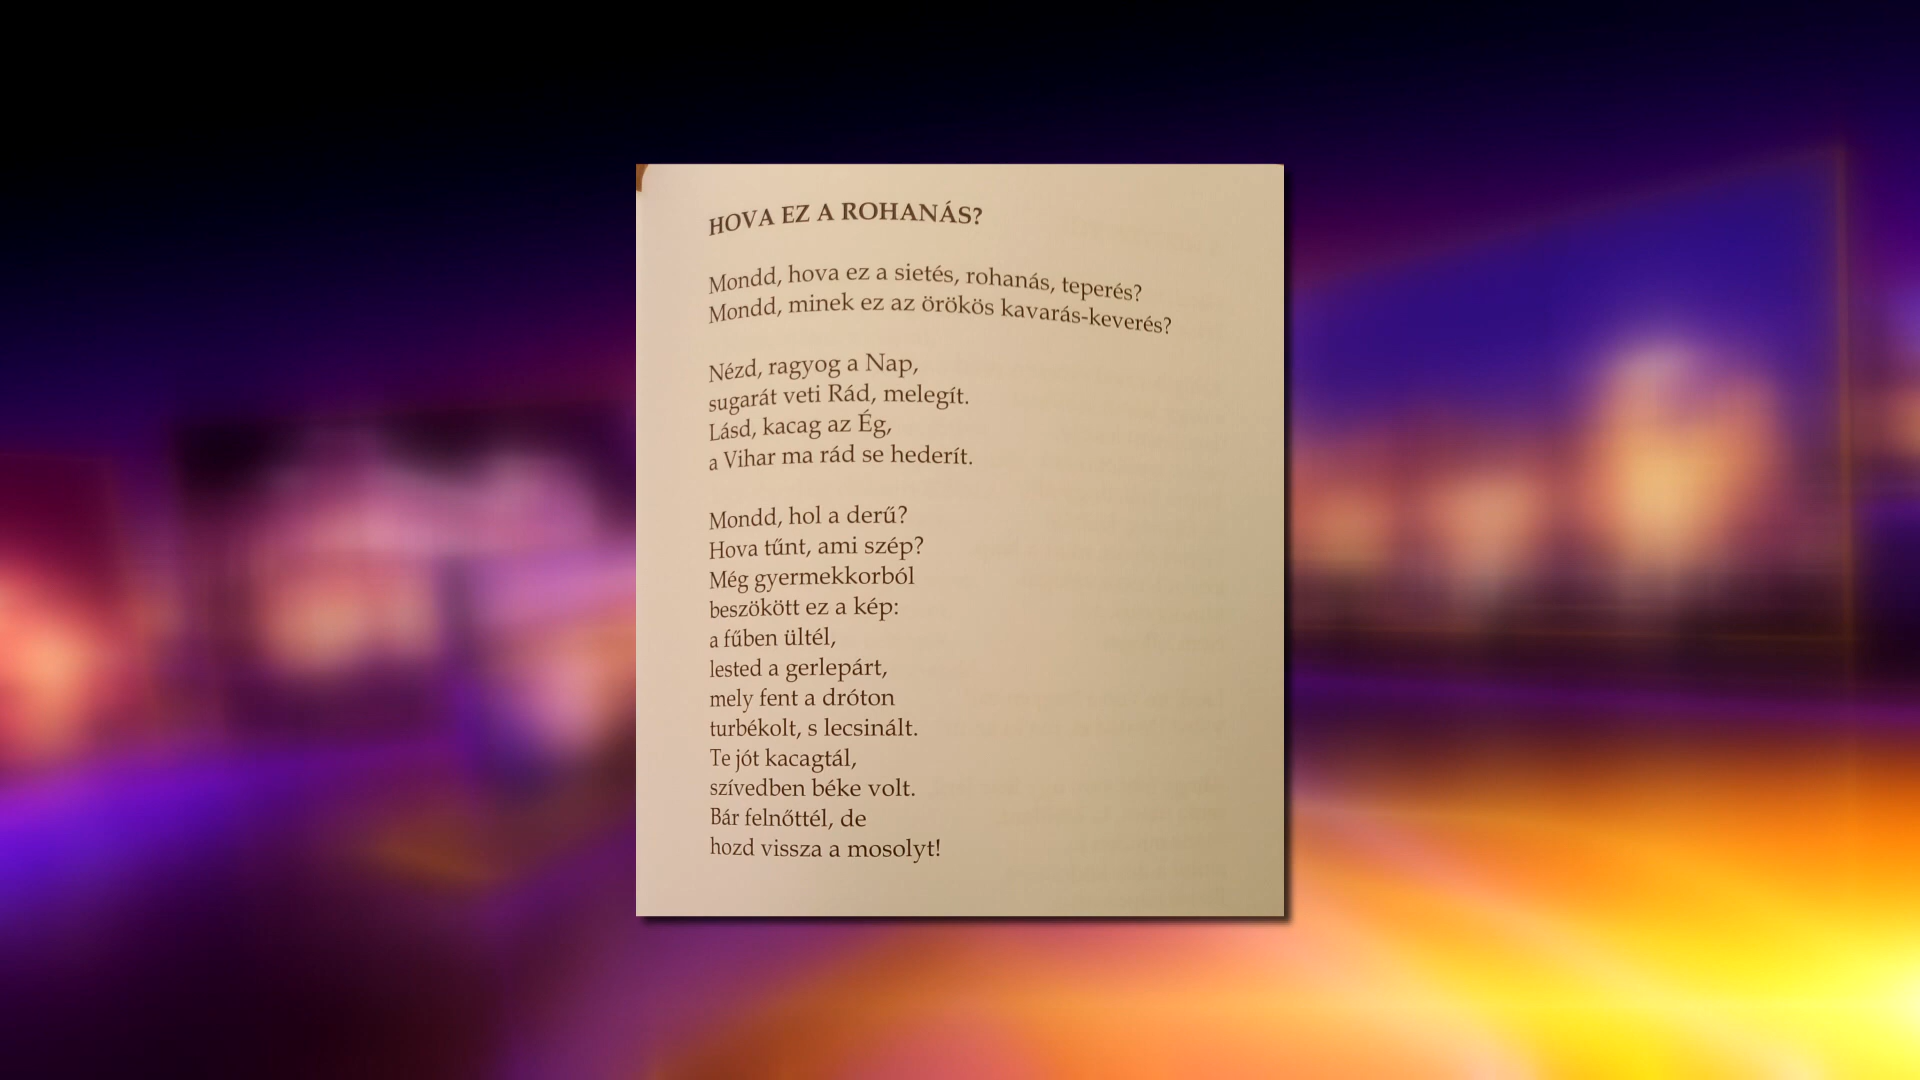 HOVA EZ A ROHANÁS?
Mondd, hova ez a sietés, rohanás, teperés?
Mondd, minek ez az örökös kavarás-keverés?
Nézd, ragyog a Nap,
sugarát veti Rád, melegít.
Lásd, kacag az Ég,
a Vihar ma rád se hederít.
Mondd, hol a derű?
Hova tűnt, ami szép?
Még gyermekkorból
beszökött ez a kép:
a fűben ültél,
lested a gerlepárt,
mely fent a dróton
turbékolt, s lecsinált.
Te jót kacagtál,
szívedben béke volt.
Bár felnőttél, de
hozd vissza a mosolyt!